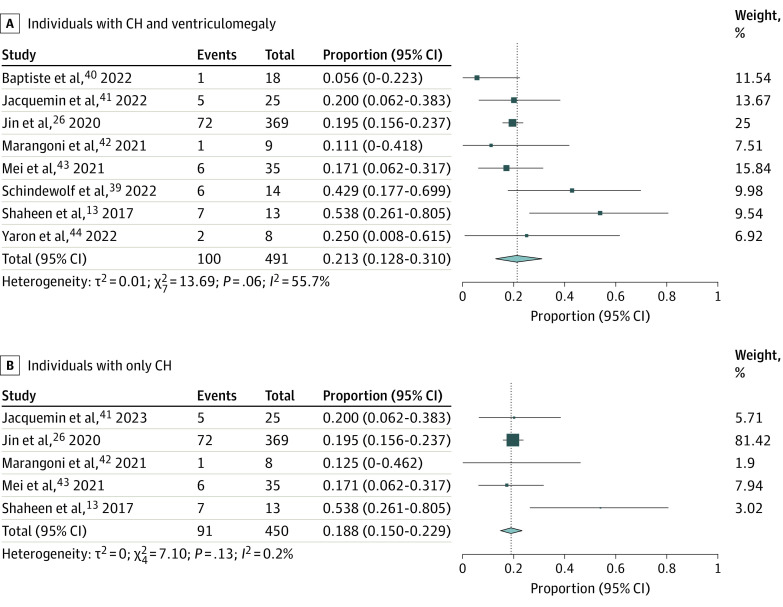 A Individuals with CH and ventriculomegaly
Study Events Total Proportion (95% CI) Weight, %
Baptiste et al,40 2022 1 18 0.056 (0-0.223) 11.54
Jacquemin et al,41 2022 5 25 0.200 (0.062-0.383) 13.67
Jin et al,26 2020 72 369 0.195 (0.156-0.237) 25
Marangoni et al,42 2021 1 9 0.111 (0-0.418) 7.51
Mei et al,43 2021 6 35 0.171 (0.062-0.317) 15.84
Schindewolf et al,39 2022 6 14 0.429 (0.177-0.699) 9.98
Shaheen et al,13 2017 7 13 0.538 (0.261-0.805) 9.54
Yaron et al,44 2022 2 8 0.250 (0.008-0.615) 6.92
Total (95% CI) 100 491 0.213 (0.128-0.310)
Heterogeneity: τ2 = 0.01; χ27 = 13.69; P = .06; I2 = 55.7%
0 0.2 0.4 0.6 0.8 1
Proportion (95% CI)
B Individuals with only CH
Study Events Total Proportion (95% CI) Weight, %
Jacquemin et al,41 2023 5 25 0.200 (0.062-0.383) 5.71
Jin et al,26 2020 72 369 0.195 (0.156-0.237) 81.42
Marangoni et al,42 2021 1 8 0.125 (0-0.462) 1.9
Mei et al,43 2021 6 35 0.171 (0.062-0.317) 7.94
Shaheen et al,13 2017 7 13 0.538 (0.261-0.805) 3.02
Total (95% CI) 91 450 0.188 (0.150-0.229)
Heterogeneity: τ2 = 0; χ24 = 7.10; P = .13; I2 = 0.2%
0 0.2 0.4 0.6 0.8 1
Proportion (95% CI)